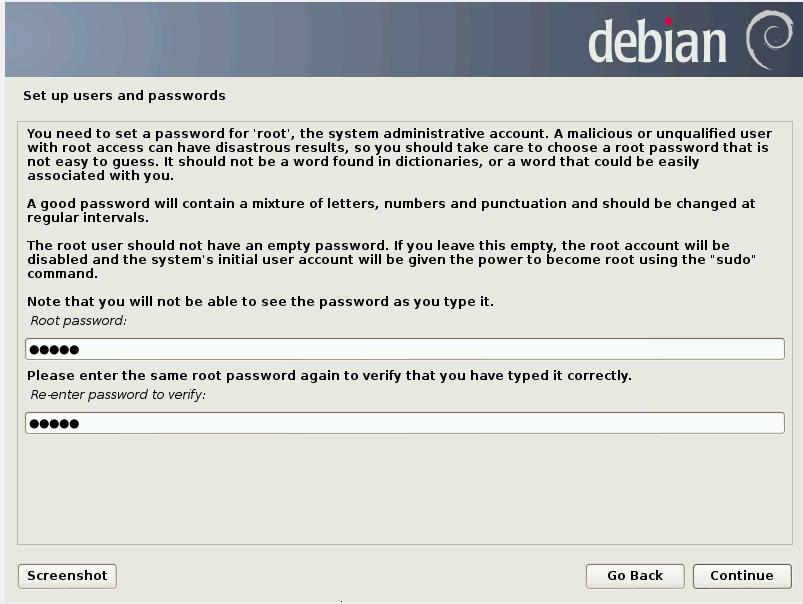 debian
Set up users and passwords
You need to set a password for 'root', the system administrative account. A malicious or unqualified user
with root access can have disastrous results, so you should take care to choose a root password that is
not easy to guess. It should not be a word found in dictionaries, or a word that could be easily
associated with you.
A good password will contain a mixture of letters, numbers and punctuation and should be changed at
regular intervals.
The root user should not have an empty password. If you leave this empty, the root account will be
disabled and the system's initial user account will be given the power to become root using the "sudo"
command.
Note that you will not be able to see the password as you type it.
Root password:
●●●●●
Please enter the same root password again to verify that you have typed it correctly.
Re-enter password to verify:
●●●●●
Screenshot
Go Back
Continue